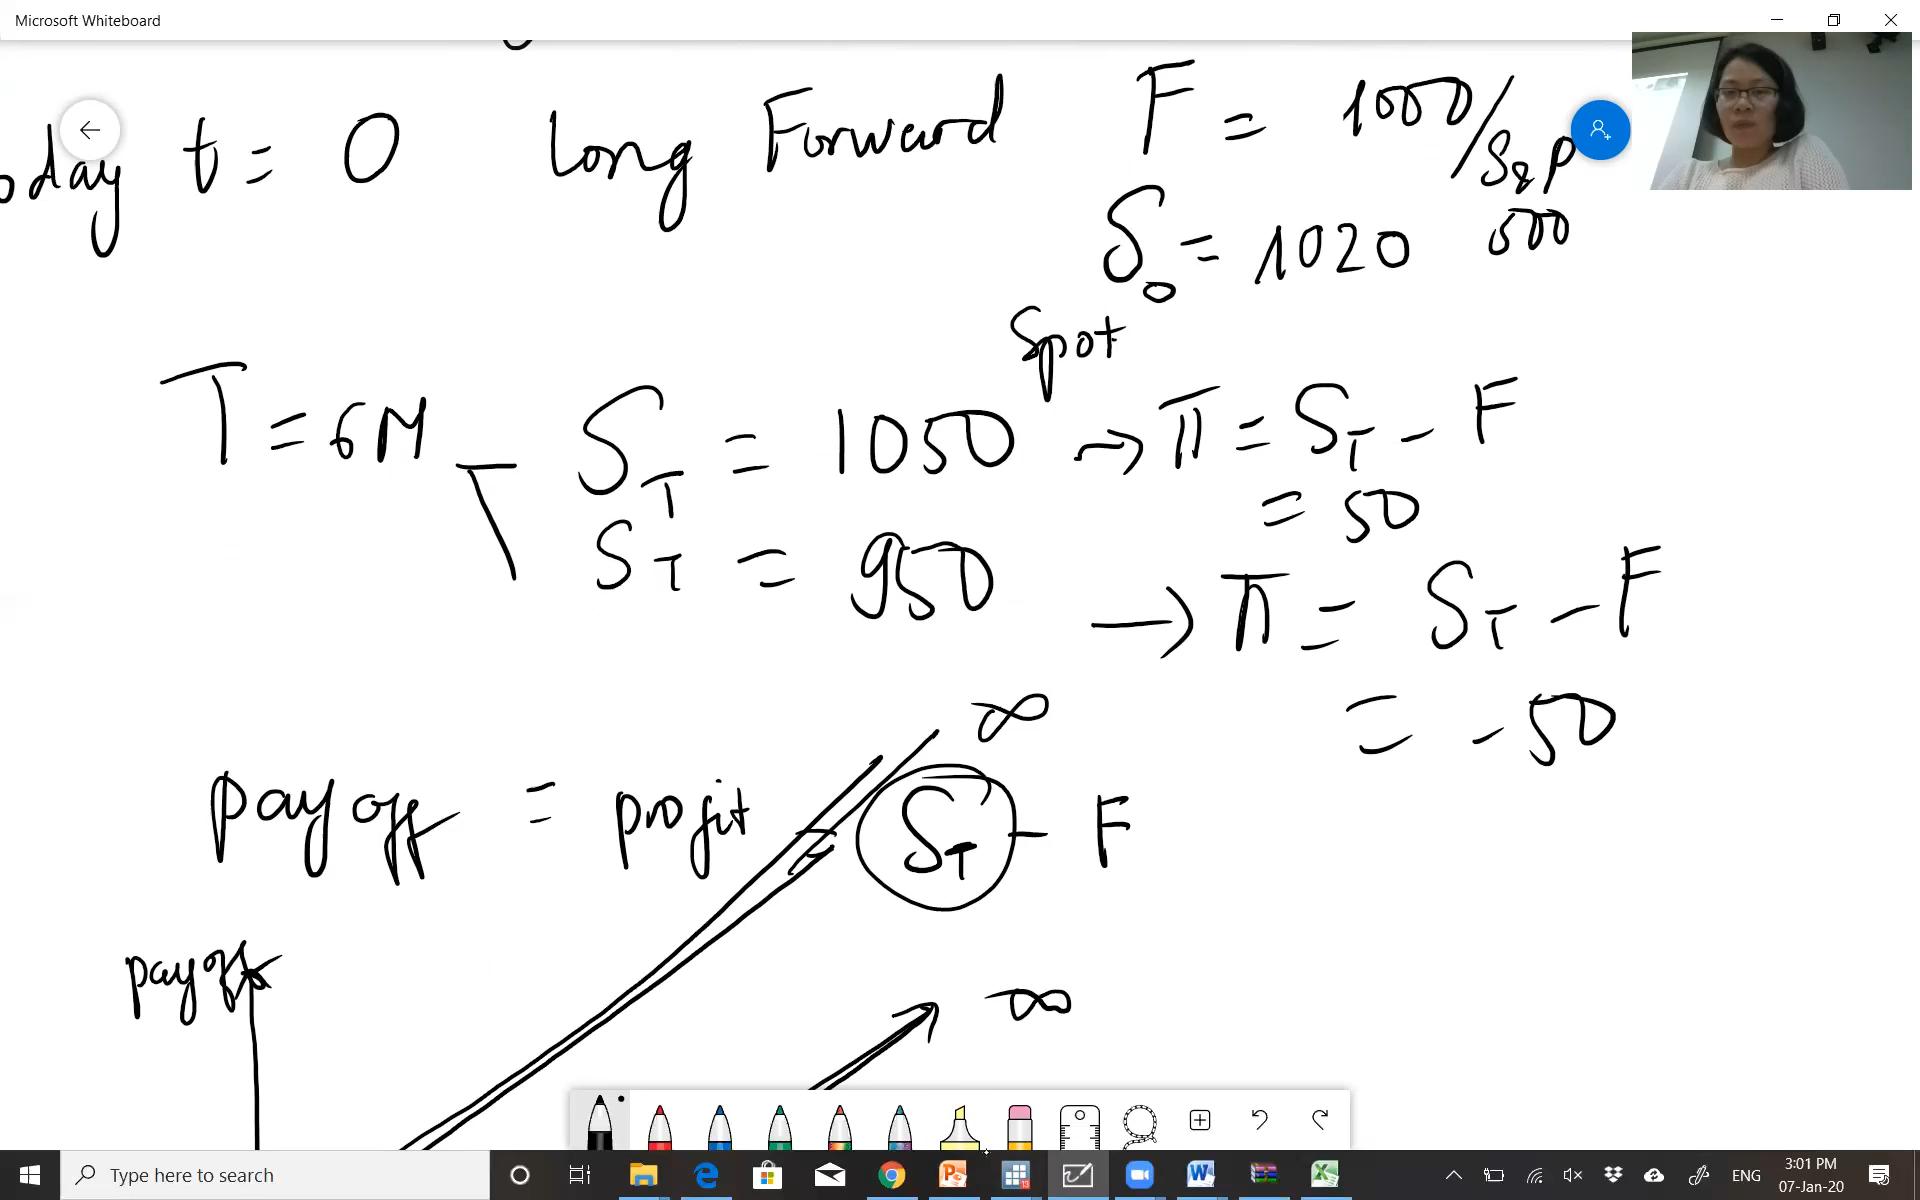 Microsoft Whiteboard
oday t = 0 Long Forward F = 1000/S&P 500
S0 = 1020
Spot
T = 6M ST = 1050 → π = ST - F
= 50
ST = 950 → π = ST - F
= -50
∞
payoff = profit = ST - F
payoff
∞
Type here to search
ENG
3:01 PM
07-Jan-20